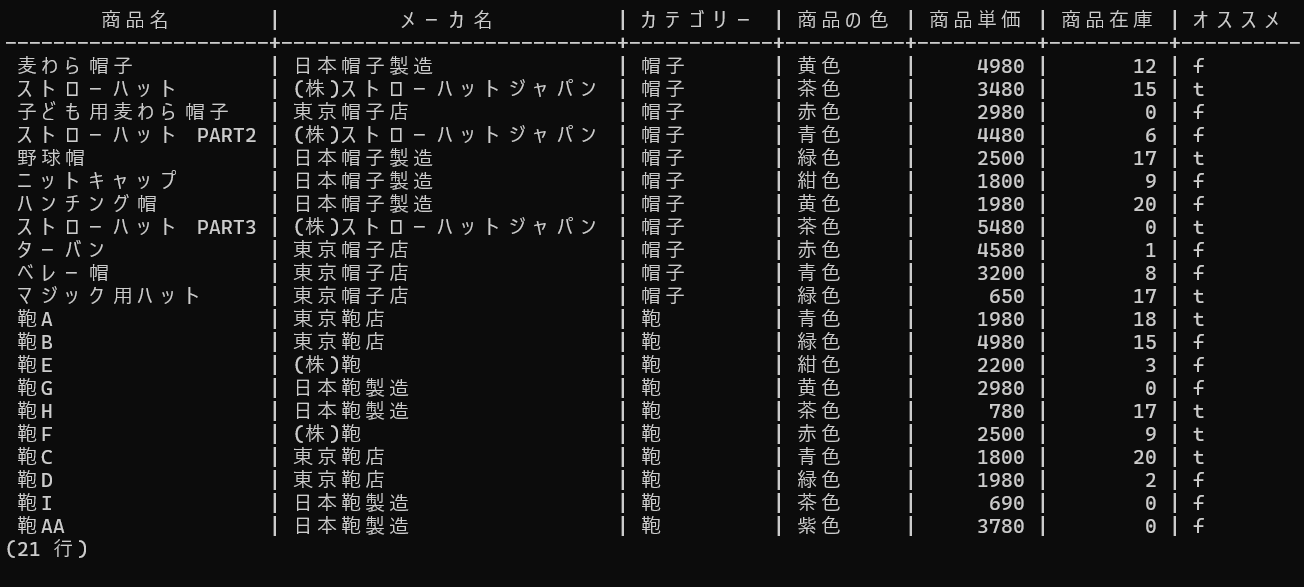 商品名 | メーカ名 | カテゴリー | 商品の色 | 商品単価 | 商品在庫 | オススメ
麦わら帽子 | 日本帽子製造 | 帽子 | 黄色 | 4980 | 12 | f
ストローハット | (株)ストローハットジャパン | 帽子 | 茶色 | 3480 | 15 | t
子ども用麦わら帽子 | 東京帽子店 | 帽子 | 赤色 | 2980 | 0 | f
ストローハット PART2 | (株)ストローハットジャパン | 帽子 | 青色 | 4480 | 6 | f
野球帽 | 日本帽子製造 | 帽子 | 緑色 | 2500 | 17 | t
ニットキャップ | 日本帽子製造 | 帽子 | 紺色 | 1800 | 9 | f
ハンチング帽 | 日本帽子製造 | 帽子 | 黄色 | 1980 | 20 | f
ストローハット PART3 | (株)ストローハットジャパン | 帽子 | 茶色 | 5480 | 0 | t
ターバン | 東京帽子店 | 帽子 | 赤色 | 4580 | 1 | f
ベレー帽 | 東京帽子店 | 帽子 | 青色 | 3200 | 8 | f
マジック用ハット | 東京帽子店 | 帽子 | 緑色 | 650 | 17 | t
鞄A | 東京鞄店 | 鞄 | 青色 | 1980 | 18 | t
鞄B | 東京鞄店 | 鞄 | 緑色 | 4980 | 15 | f
鞄E | (株)鞄 | 鞄 | 紺色 | 2200 | 3 | f
鞄G | 日本鞄製造 | 鞄 | 黄色 | 2980 | 0 | f
鞄H | 日本鞄製造 | 鞄 | 茶色 | 780 | 17 | t
鞄F | (株)鞄 | 鞄 | 赤色 | 2500 | 9 | t
鞄C | 東京鞄店 | 鞄 | 青色 | 1800 | 20 | t
鞄D | 東京鞄店 | 鞄 | 緑色 | 1980 | 2 | f
鞄I | 日本鞄製造 | 鞄 | 茶色 | 690 | 0 | f
鞄AA | 日本鞄製造 | 鞄 | 紫色 | 3780 | 0 | f
(21 行)